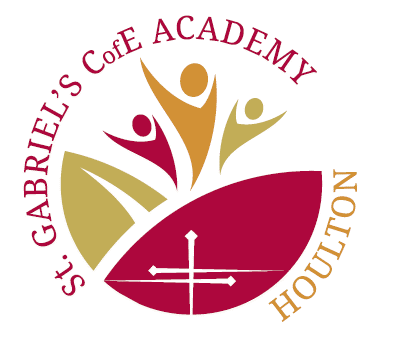 St. GABRIEL'S CofE ACADEMY
HOULTON